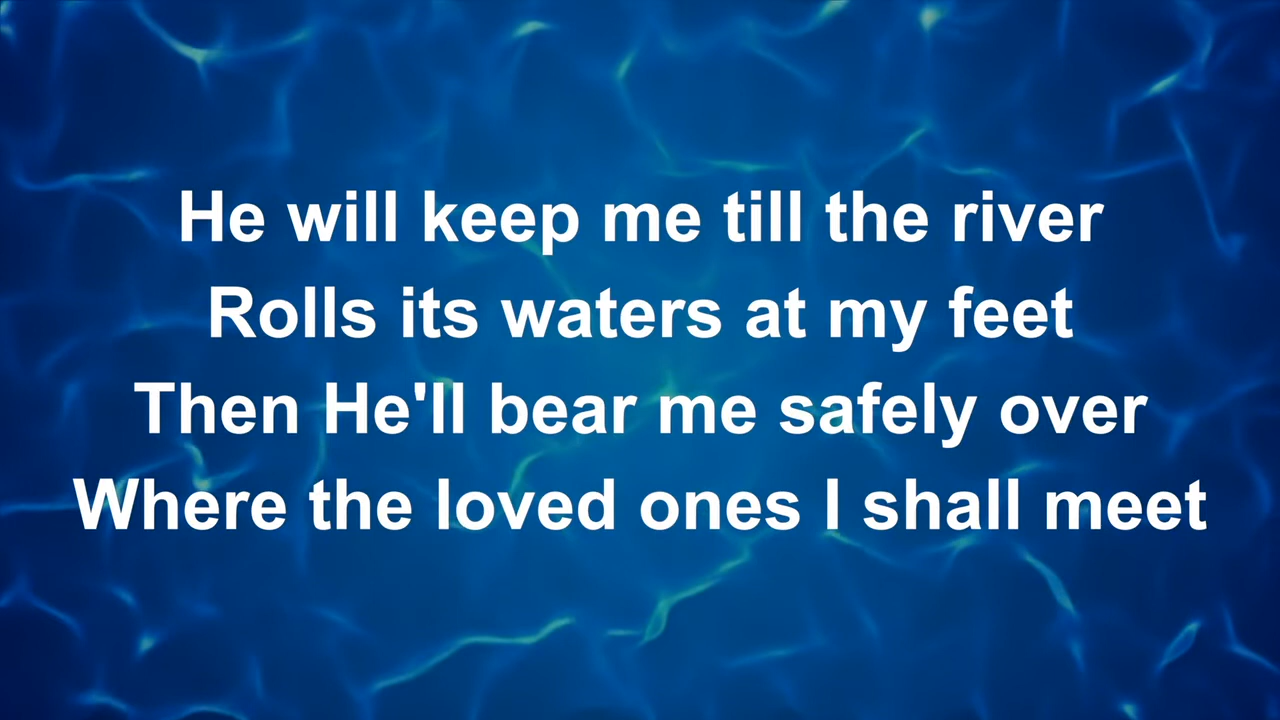 He will keep me till the river
Rolls its waters at my feet
Then He'll bear me safely over
Where the loved ones I shall meet